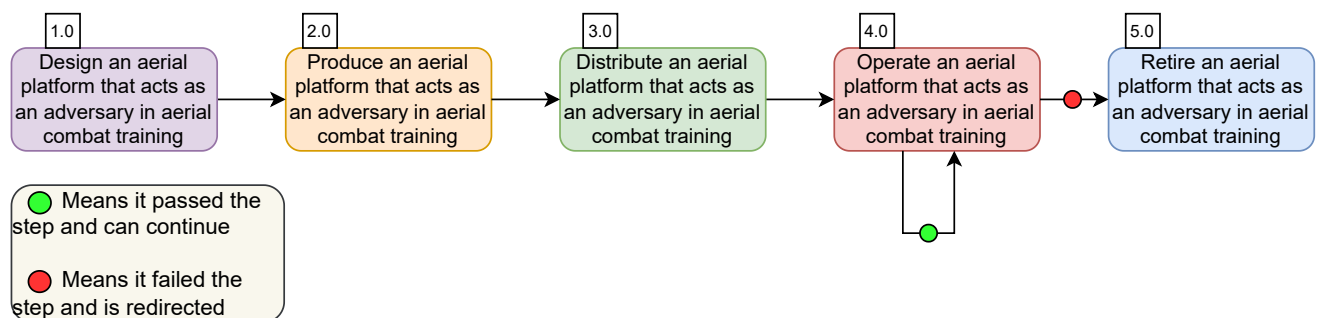 1.0
Design an aerial
platform that acts as
an adversary in aerial
combat training
2.0
Produce an aerial
platform that acts as
an adversary in aerial
combat training
3.0
Distribute an aerial
platform that acts as
an adversary in aerial
combat training
4.0
Operate an aerial
platform that acts as
an adversary in aerial
combat training
5.0
Retire an aerial
platform that acts as
an adversary in aerial
combat training
Means it passed the
step and can continue
Means it failed the
step and is redirected